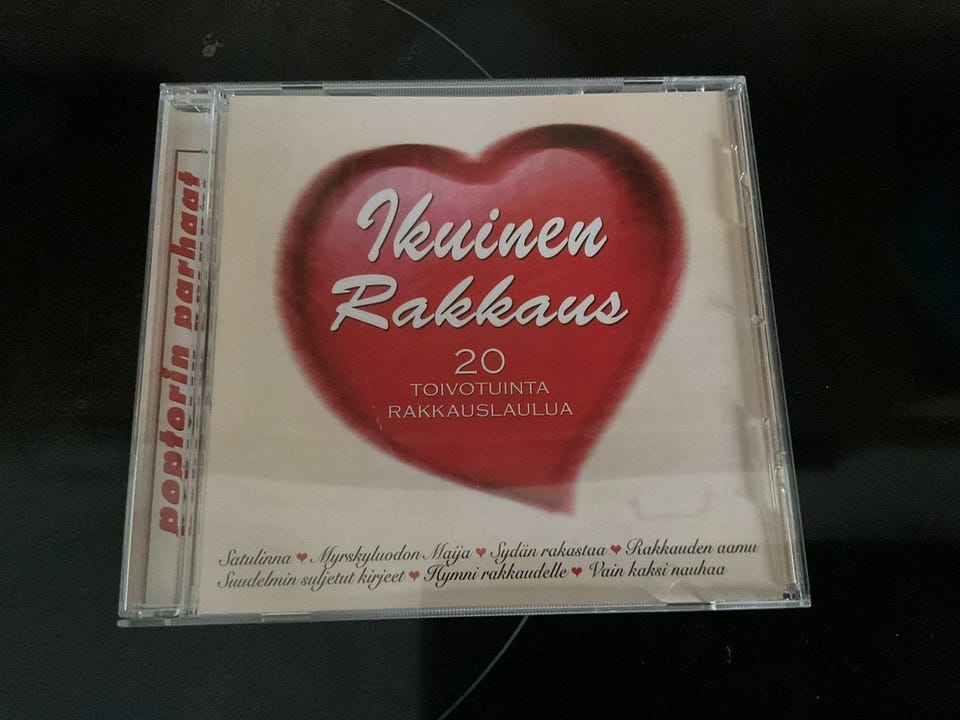 poptorin parhaat
Ikuinen
Rakkaus
20
TOIVOTUINTA
RAKKAUSLAULUA
Satulinna ♥ Myrskyluodon Maija ♥ Sydän rakastaa ♥ Rakkauden aamu
Suudelmin suljetut kirjeet ♥ Hymni rakkaudelle ♥ Vain kaksi nauhaa